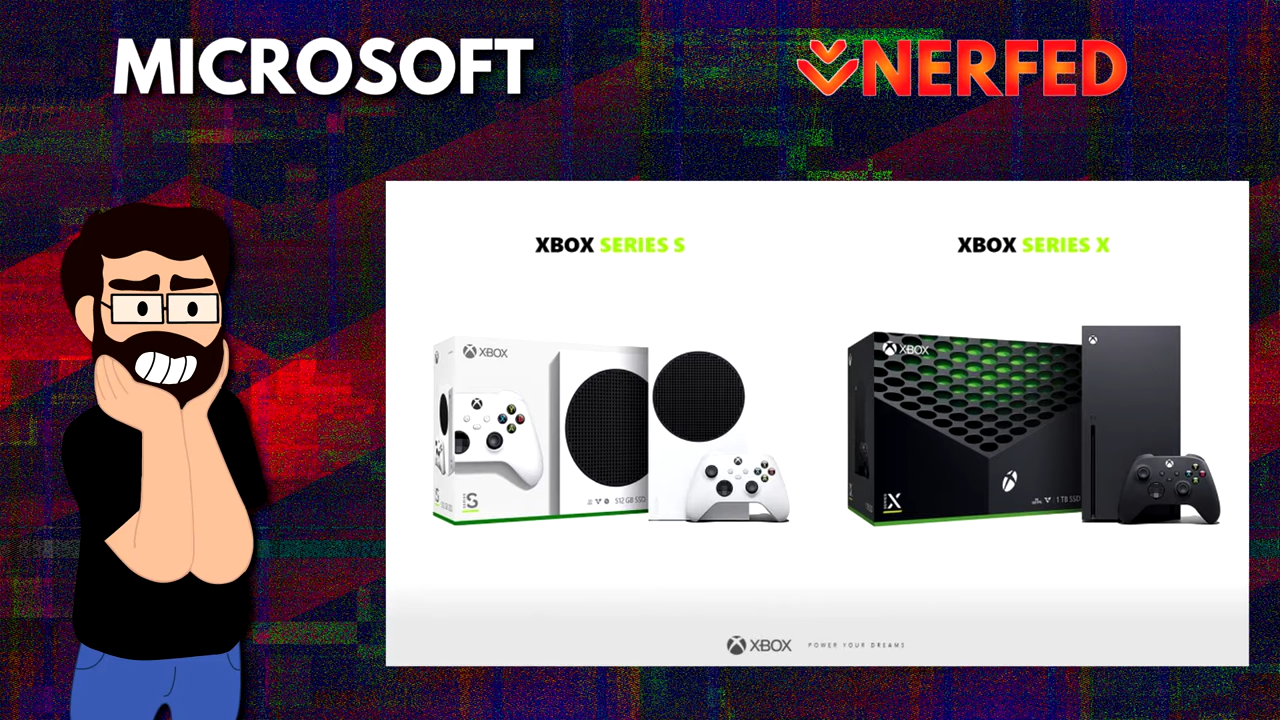 MICROSOFT
NERFED
XBOX SERIES S
XBOX SERIES X
XBOX
S
512 GB SSD
XBOX
X
1 TB SSD
XBOX POWER YOUR DREAMS